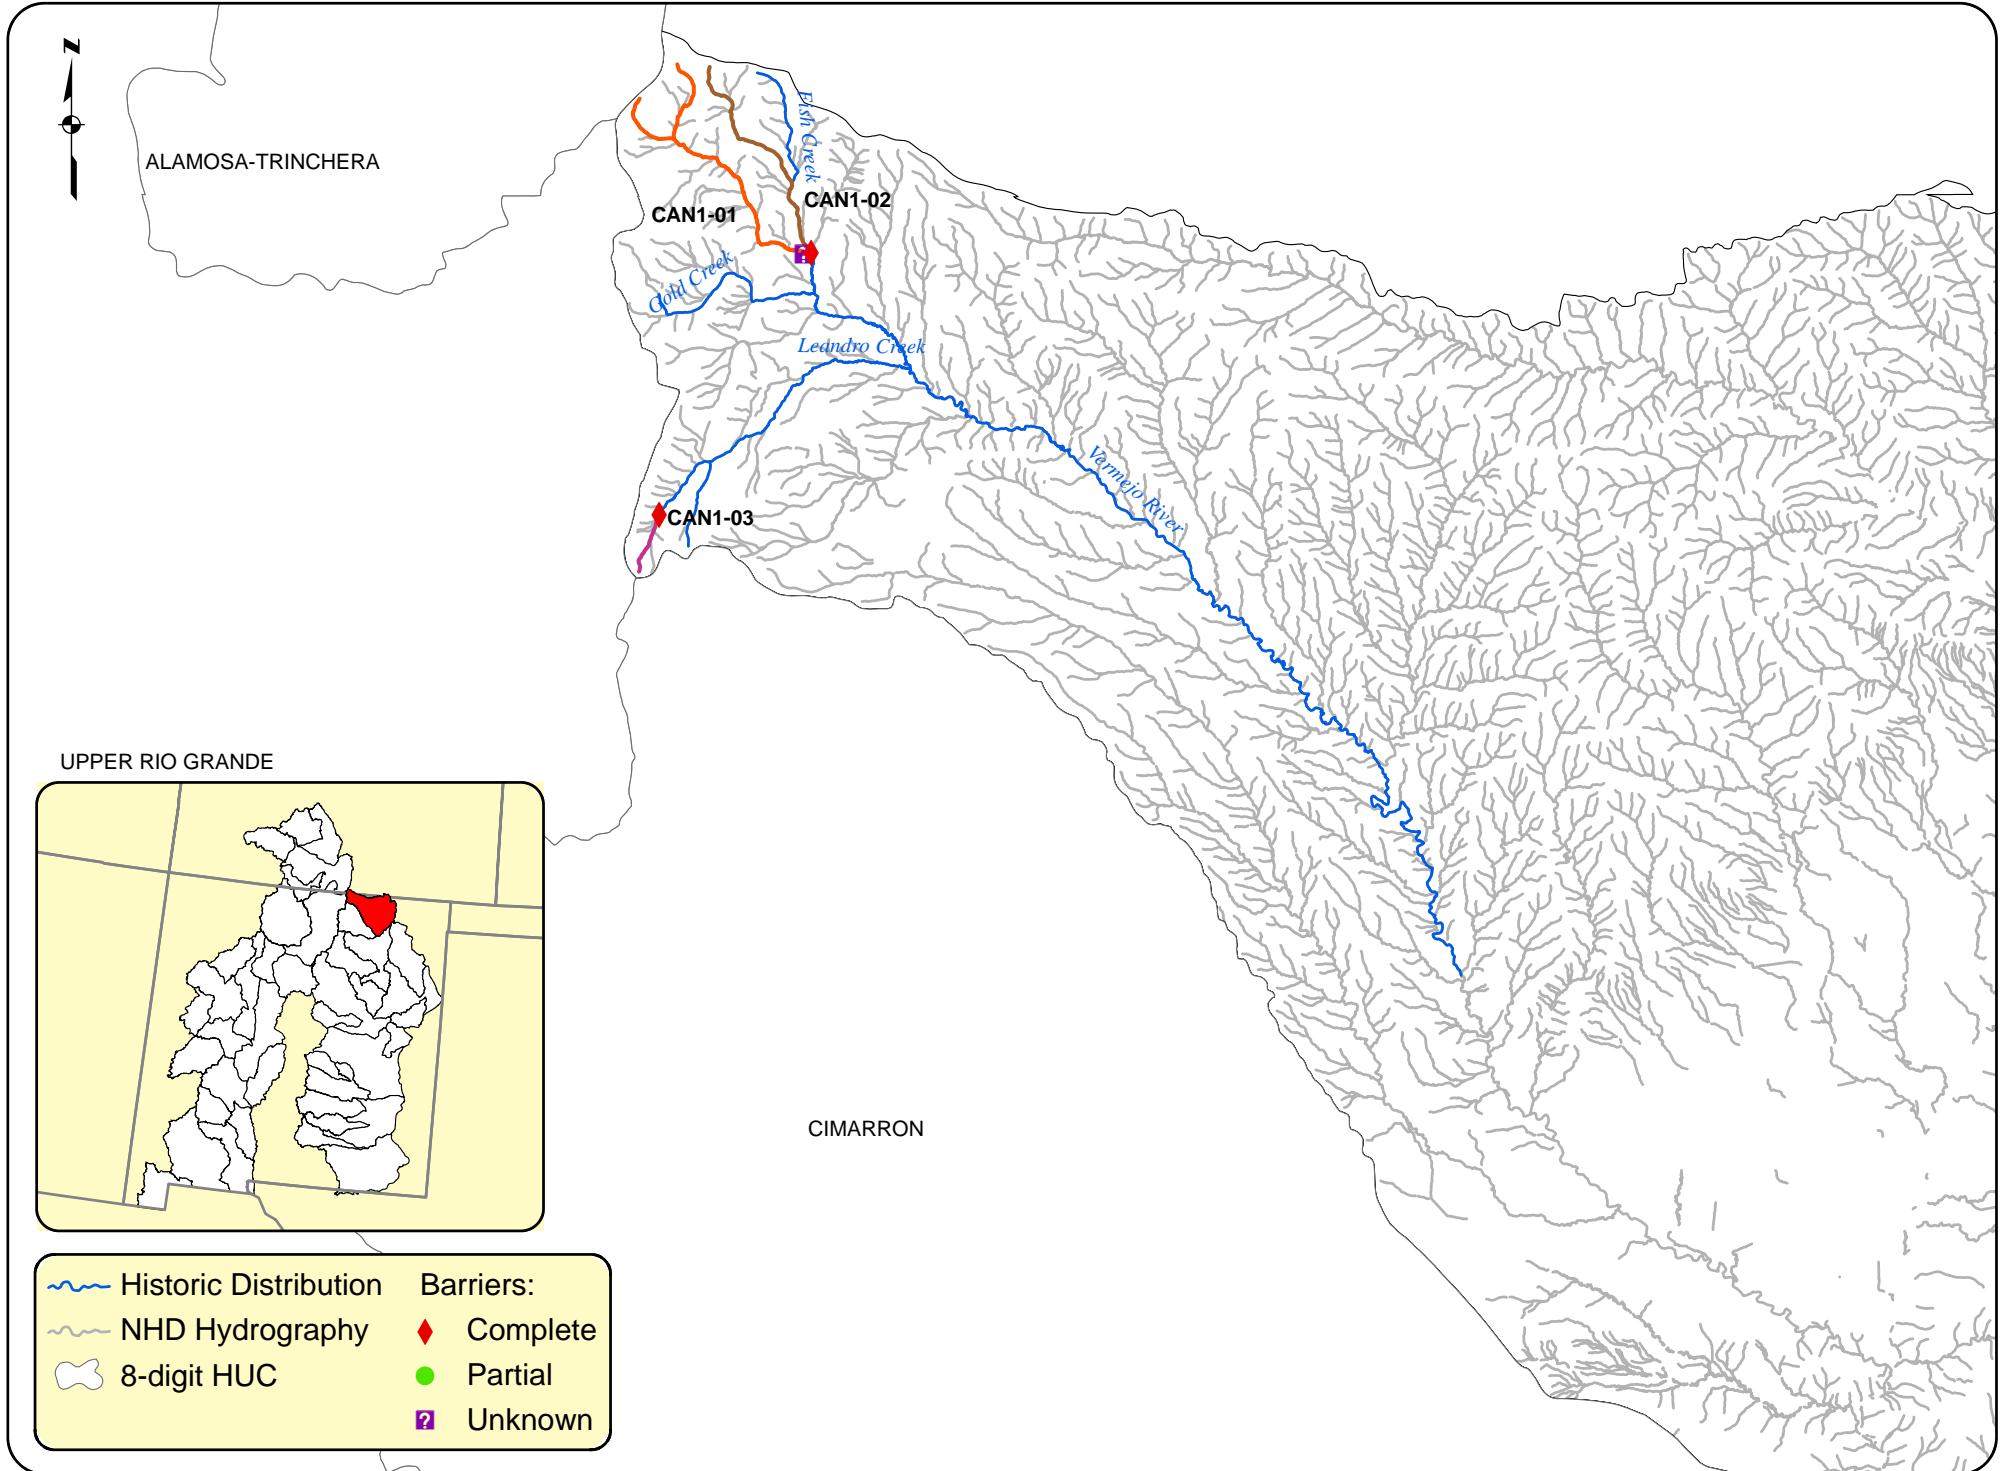 N
ALAMOSA-TRINCHERA
Fish Creek
CAN1-02
CAN1-01
?
Gold Creek
Leandro Creek
Vermejo River
CAN1-03
UPPER RIO GRANDE
CIMARRON
Historic Distribution
NHD Hydrography
8-digit HUC
Barriers:
Complete
Partial
? Unknown